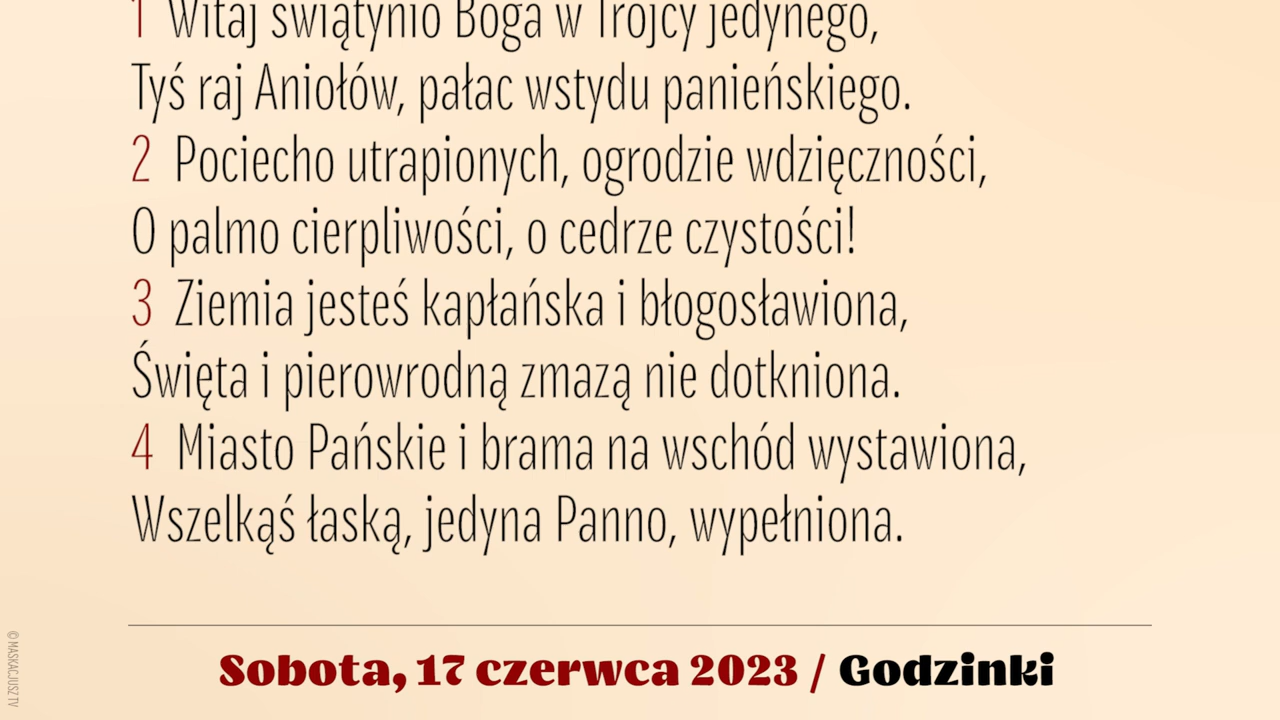 1 Witaj świątynio Boga w Trójcy jedynego,
Tyś raj Aniołów, pałac wstydu panieńskiego.
2 Pociecho utrapionych, ogrodzie wdzięczności,
O palmo cierpliwości, o cedrze czystości!
3 Ziemia jesteś kapłańska i błogosławiona,
Święta i pierowrodną zmazą nie dotkniona.
4 Miasto Pańskie i brama na wschód wystawiona,
Wszelkąś łaską, jedyna Panno, wypełniona.
Sobota, 17 czerwca 2023 / Godzinki
© MASKACJUSZ TV